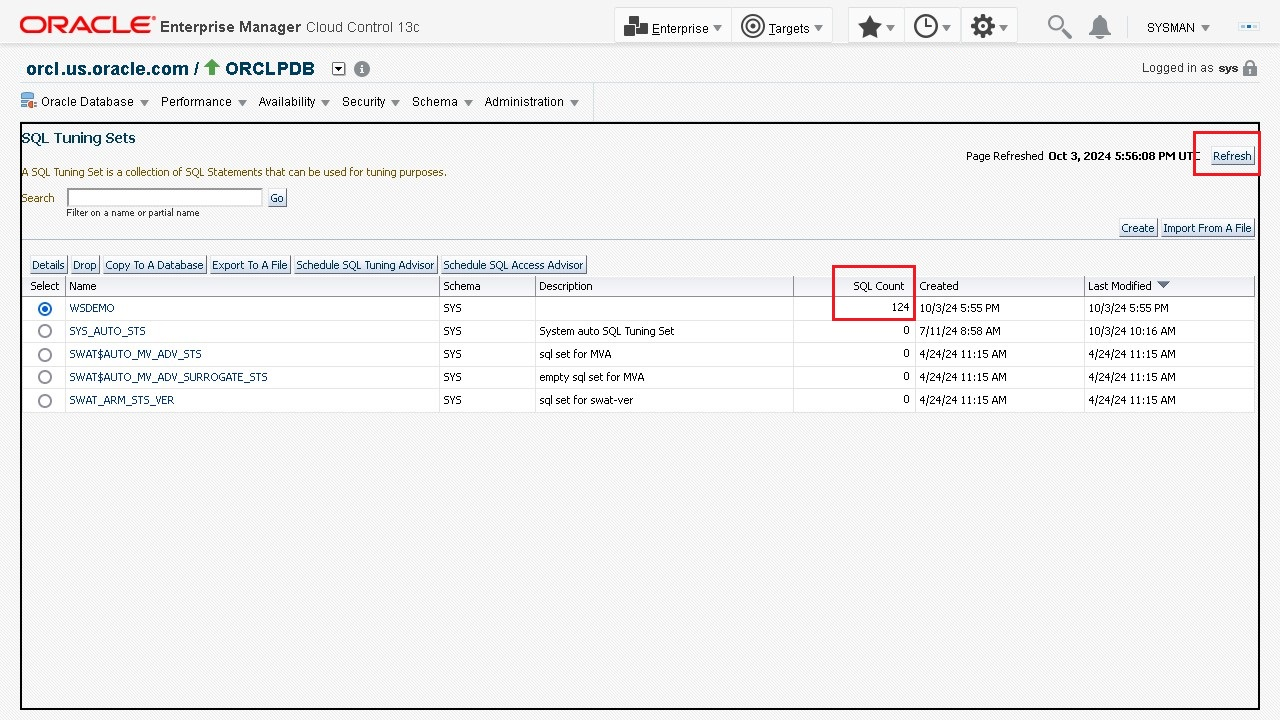 ORACLE Enterprise Manager Cloud Control 13c Enterprise Targets SYSMAN
orcl.us.oracle.com / ORCLPDB Logged in as sys
Oracle Database Performance Availability Security Schema Administration
SQL Tuning Sets
Page Refreshed Oct 3, 2024 5:56:08 PM UTC Refresh
A SQL Tuning Set is a collection of SQL Statements that can be used for tuning purposes.
Search Go
Filter on a name or partial name
Create Import From A File
Details Drop Copy To A Database Export To A File Schedule SQL Tuning Advisor Schedule SQL Access Advisor
Select Name Schema Description SQL Count Created Last Modified
WSDEMO SYS 124 10/3/24 5:55 PM 10/3/24 5:55 PM
SYS_AUTO_STS SYS System auto SQL Tuning Set 0 7/11/24 8:58 AM 10/3/24 10:16 AM
SWAT$AUTO_MV_ADV_STS SYS sql set for MVA 0 4/24/24 11:15 AM 4/24/24 11:15 AM
SWAT$AUTO_MV_ADV_SURROGATE_STS SYS empty sql set for MVA 0 4/24/24 11:15 AM 4/24/24 11:15 AM
SWAT_ARM_STS_VER SYS sql set for swat-ver 0 4/24/24 11:15 AM 4/24/24 11:15 AM